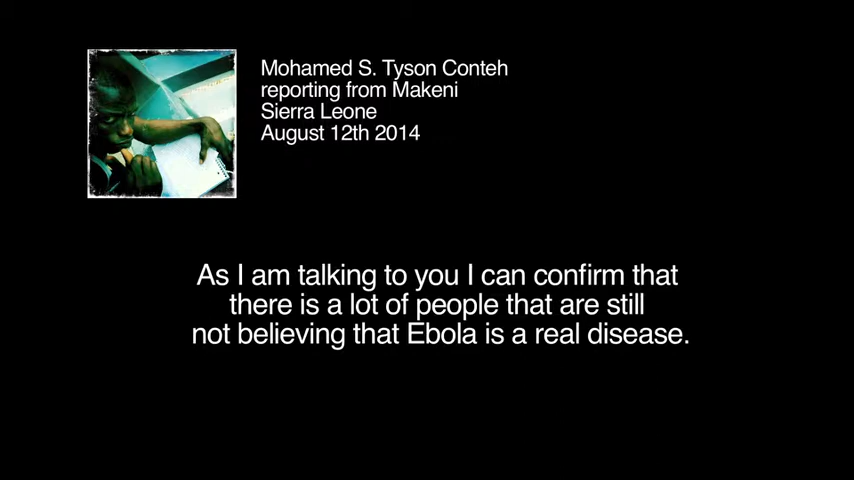 Mohamed S. Tyson Conteh
reporting from Makeni
Sierra Leone
August 12th 2014
As I am talking to you I can confirm that
there is a lot of people that are still
not believing that Ebola is a real disease.